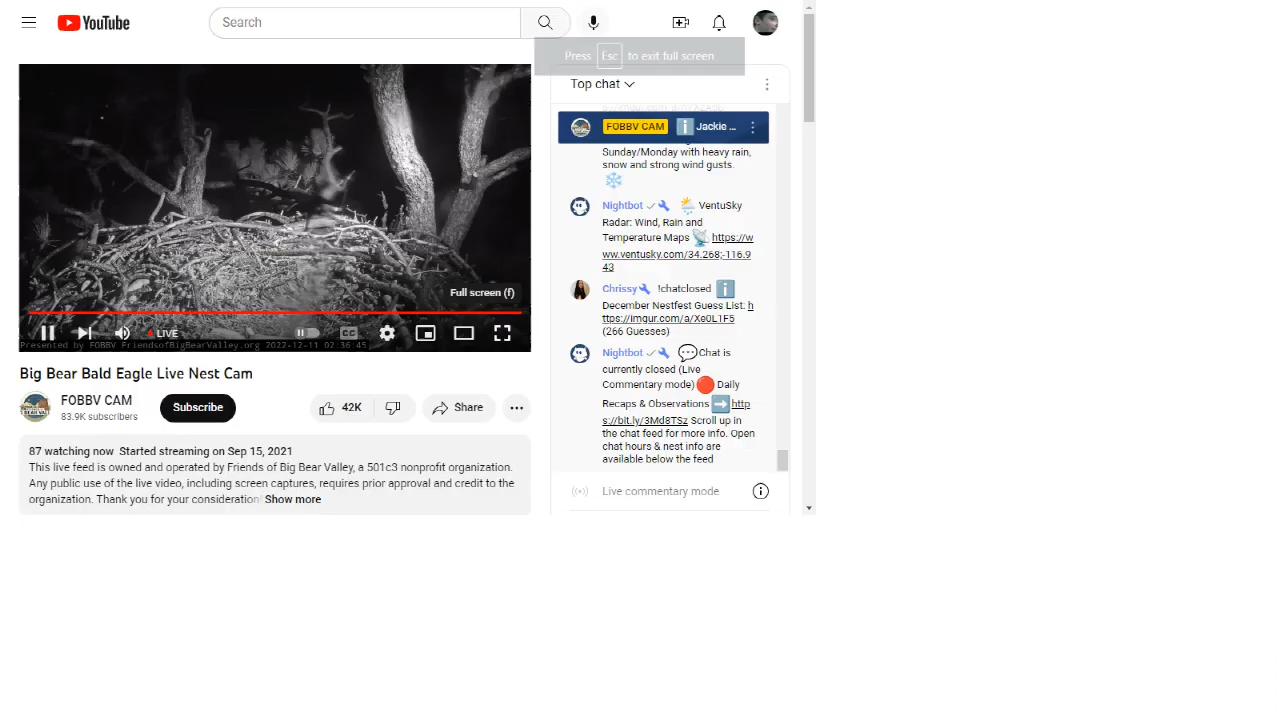 YouTube
Search
Press Esc to exit full screen
Top chat
FOBBV CAM Jackie ...
Sunday/Monday with heavy rain,
snow and strong wind gusts.
Nightbot VentuSky
Radar: Wind, Rain and
Temperature Maps https://w
ww.ventusky.com/34.268;-116.9
43
Chrissy !chatclosed
December Nestfest Guess List: h
ttps://imgur.com/a/Xe0L1F5
(266 Guesses)
Nightbot Chat is
currently closed (Live
Commentary mode) Daily
Recaps & Observations http
s://bit.ly/3Md8TSz Scroll up in
the chat feed for more info. Open
chat hours & nest info are
available below the feed
Live commentary mode
Full screen (f)
LIVE
CC
Presented by FOBBV FriendsofBigBearValley.org 2022-12-11 02:36:45
Big Bear Bald Eagle Live Nest Cam
FOBBV CAM
83.9K subscribers
Subscribe
42K
Share
87 watching now Started streaming on Sep 15, 2021
This live feed is owned and operated by Friends of Big Bear Valley, a 501c3 nonprofit organization.
Any public use of the live video, including screen captures, requires prior approval and credit to the
organization. Thank you for your consideration! Show more